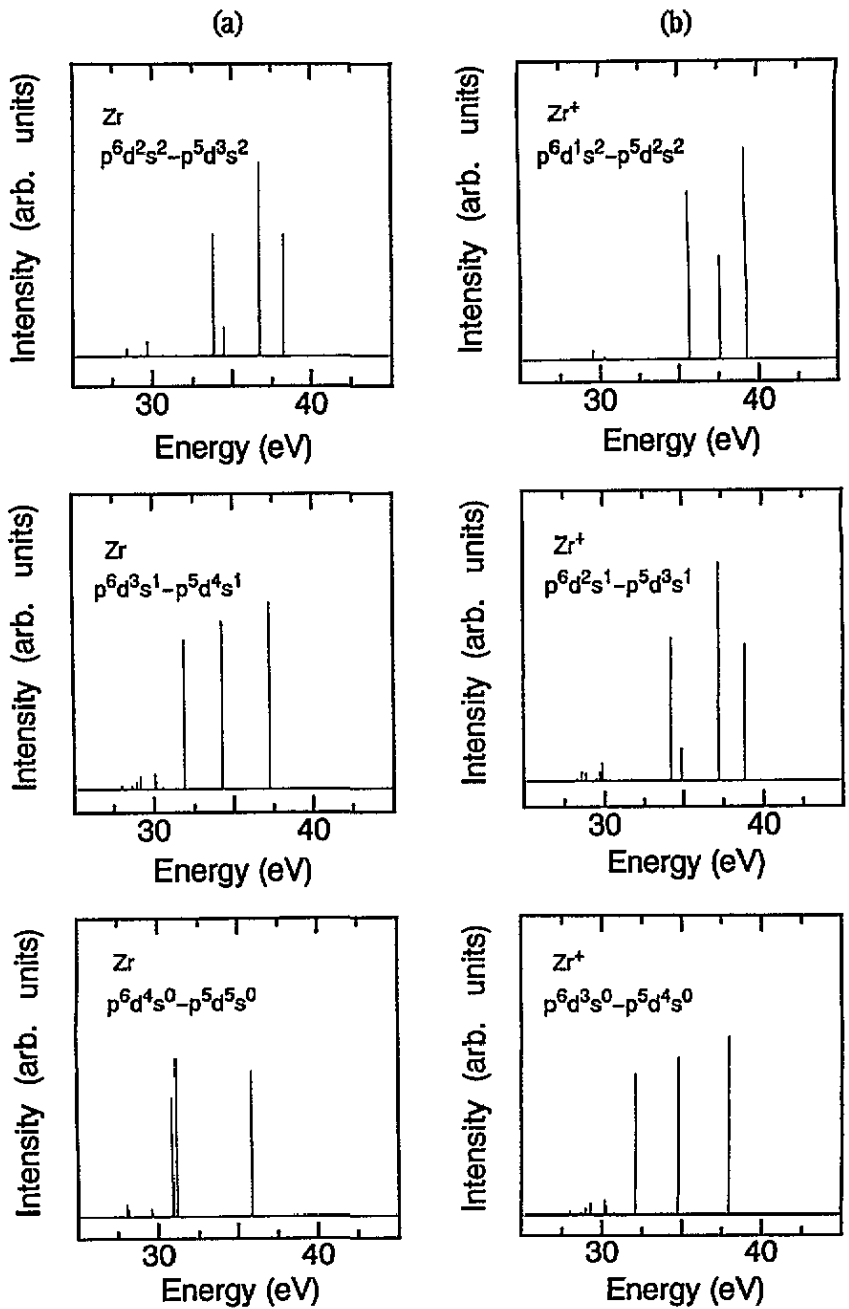 (a)
Zr
p⁶d²s²–p⁵d³s²
Intensity (arb. units)
30 40
Energy (eV)
(b)
Zr⁺
p⁶d¹s²–p⁵d²s²
Intensity (arb. units)
30 40
Energy (eV)
Zr
p⁶d³s¹–p⁵d⁴s¹
Intensity (arb. units)
30 40
Energy (eV)
Zr⁺
p⁶d²s¹–p⁵d³s¹
Intensity (arb. units)
30 40
Energy (eV)
Zr
p⁶d⁴s⁰–p⁵d⁵s⁰
Intensity (arb. units)
30 40
Energy (eV)
Zr⁺
p⁶d³s⁰–p⁵d⁴s⁰
Intensity (arb. units)
30 40
Energy (eV)